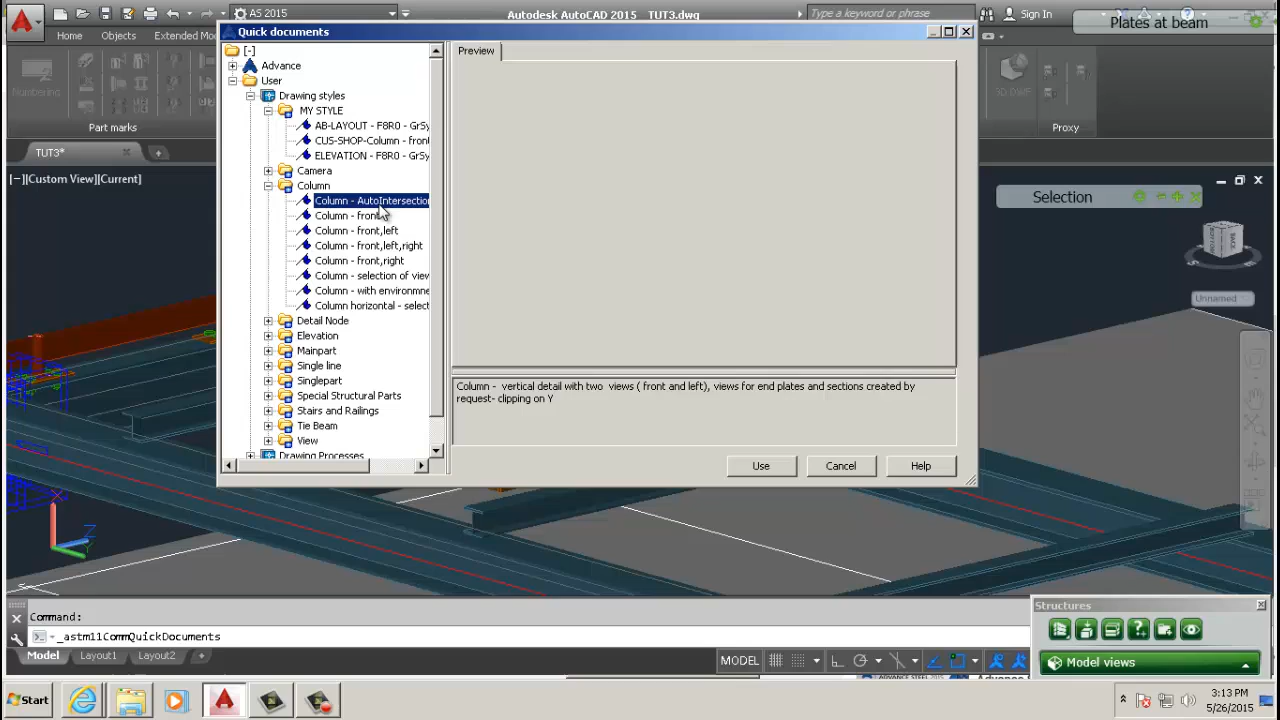 AS 2015
Autodesk AutoCAD 2015 TUT3.dwg
Type a keyword or phrase
Sign In
Plates at beam
Home
Objects
Extended Mod
Quick documents
Numbering
Part marks
3D DWF
Proxy
TUT3*
[−][Custom View][Current]
[-]
Advance
User
Drawing styles
MY STYLE
AB-LAYOUT - F8R0 - GrSy
CUS-SHOP-Column - front
ELEVATION - F8R0 - GrSy
Camera
Column
Column - AutoIntersection
Column - front
Column - front,left
Column - front,left,right
Column - front,right
Column - selection of view
Column - with environmne
Column horizontal - select
Detail Node
Elevation
Mainpart
Single line
Singlepart
Special Structural Parts
Stairs and Railings
Tie Beam
View
Drawing Processes
Preview
Column - vertical detail with two views ( front and left), views for end plates and sections created by
request- clipping on Y
Use
Cancel
Help
Selection
Unnamed
Z
Command:
_astm11CommQuickDocuments
Structures
Model views
Model
Layout1
Layout2
MODEL
Start
3:13 PM
5/26/2015